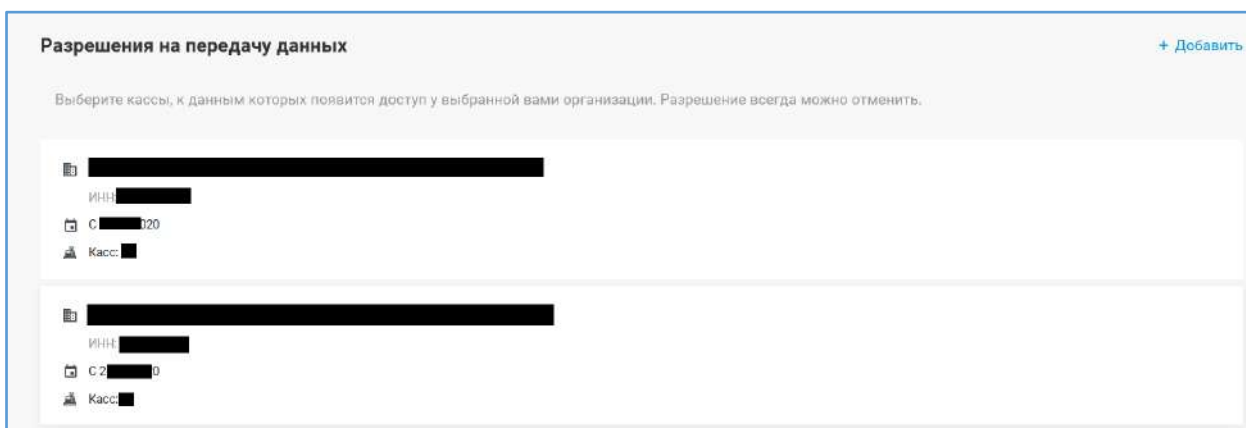 Разрешения на передачу данных
+ Добавить
Выберите кассы, к данным которых появится доступ у выбранной вами организации. Разрешение всегда можно отменить.
ИНН:
С 020
Касс:
ИНН:
С 2 0
Касс: